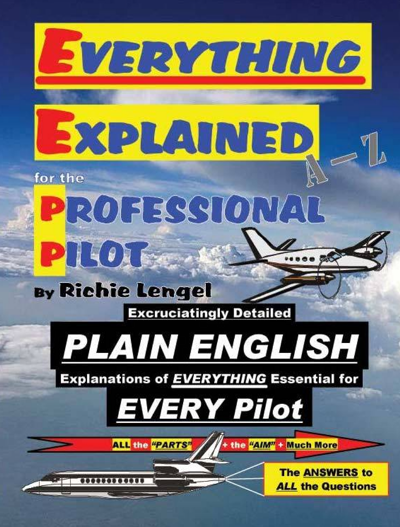 EVERYTHING
EXPLAINED
A-Z
for the
PROFESSIONAL
PILOT
By Richie Lengel
Excruciatingly Detailed
PLAIN ENGLISH
Explanations of EVERYTHING Essential for
EVERY Pilot
ALL the "PARTS" + the "AIM" + Much More
The ANSWERS to
ALL the Questions